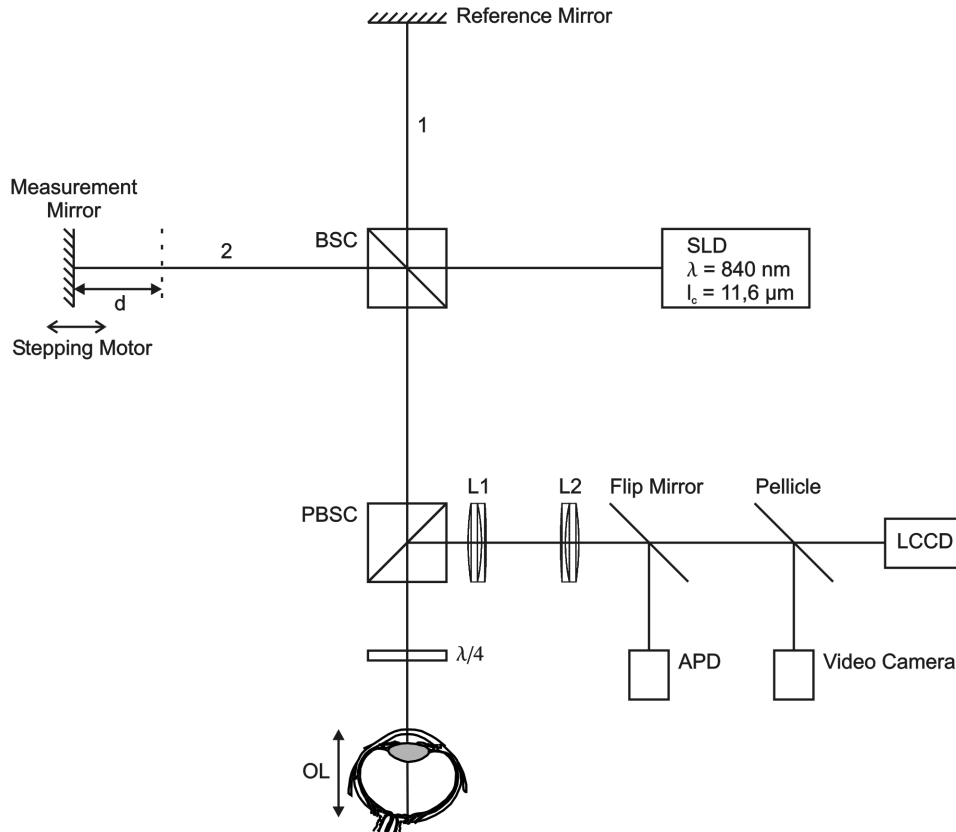 Reference Mirror
1
Measurement
Mirror
2
BSC
SLD
λ = 840 nm
l_c = 11,6 µm
d
Stepping Motor
PBSC
L1
L2
Flip Mirror
Pellicle
LCCD
λ/4
APD
Video Camera
OL